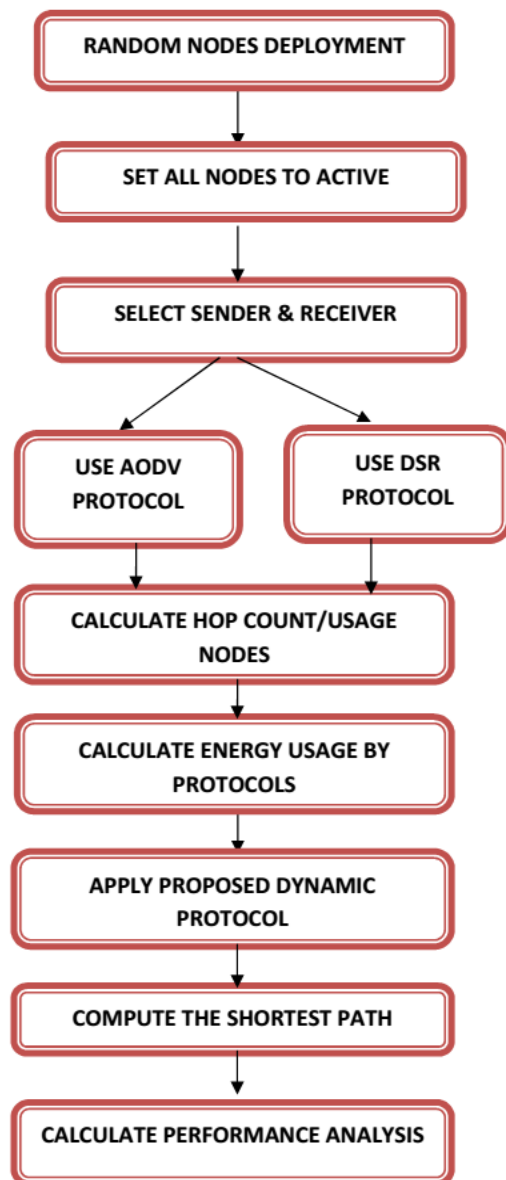 RANDOM NODES DEPLOYMENT
SET ALL NODES TO ACTIVE
SELECT SENDER & RECEIVER
USE AODV
PROTOCOL
USE DSR
PROTOCOL
CALCULATE HOP COUNT/USAGE
NODES
CALCULATE ENERGY USAGE BY
PROTOCOLS
APPLY PROPOSED DYNAMIC
PROTOCOL
COMPUTE THE SHORTEST PATH
CALCULATE PERFORMANCE ANALYSIS